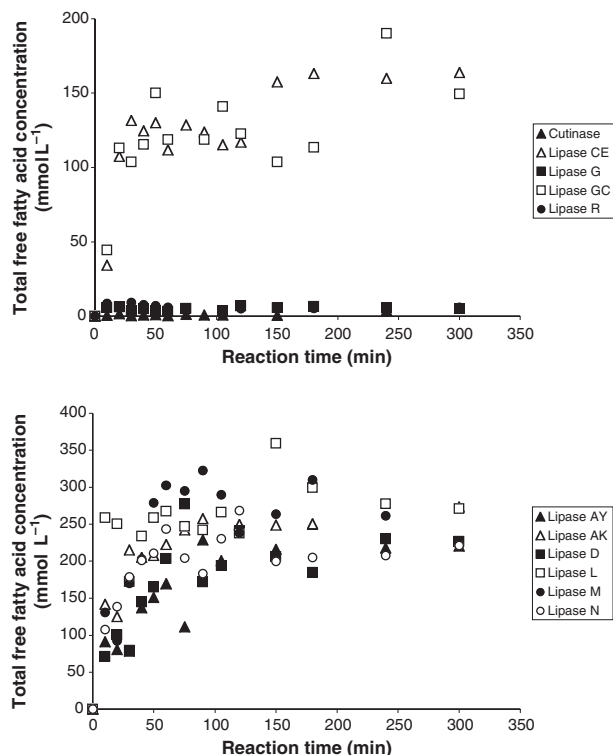 Total free fatty acid concentration
(mmol L⁻¹)
200
150
100
50
0
0 50 100 150 200 250 300 350
Reaction time (min)
Cutinase
Lipase CE
Lipase G
Lipase GC
Lipase R
Total free fatty acid concentration
(mmol L⁻¹)
400
350
300
250
200
150
100
50
0
0 50 100 150 200 250 300 350
Reaction time (min)
Lipase AY
Lipase AK
Lipase D
Lipase L
Lipase M
Lipase N